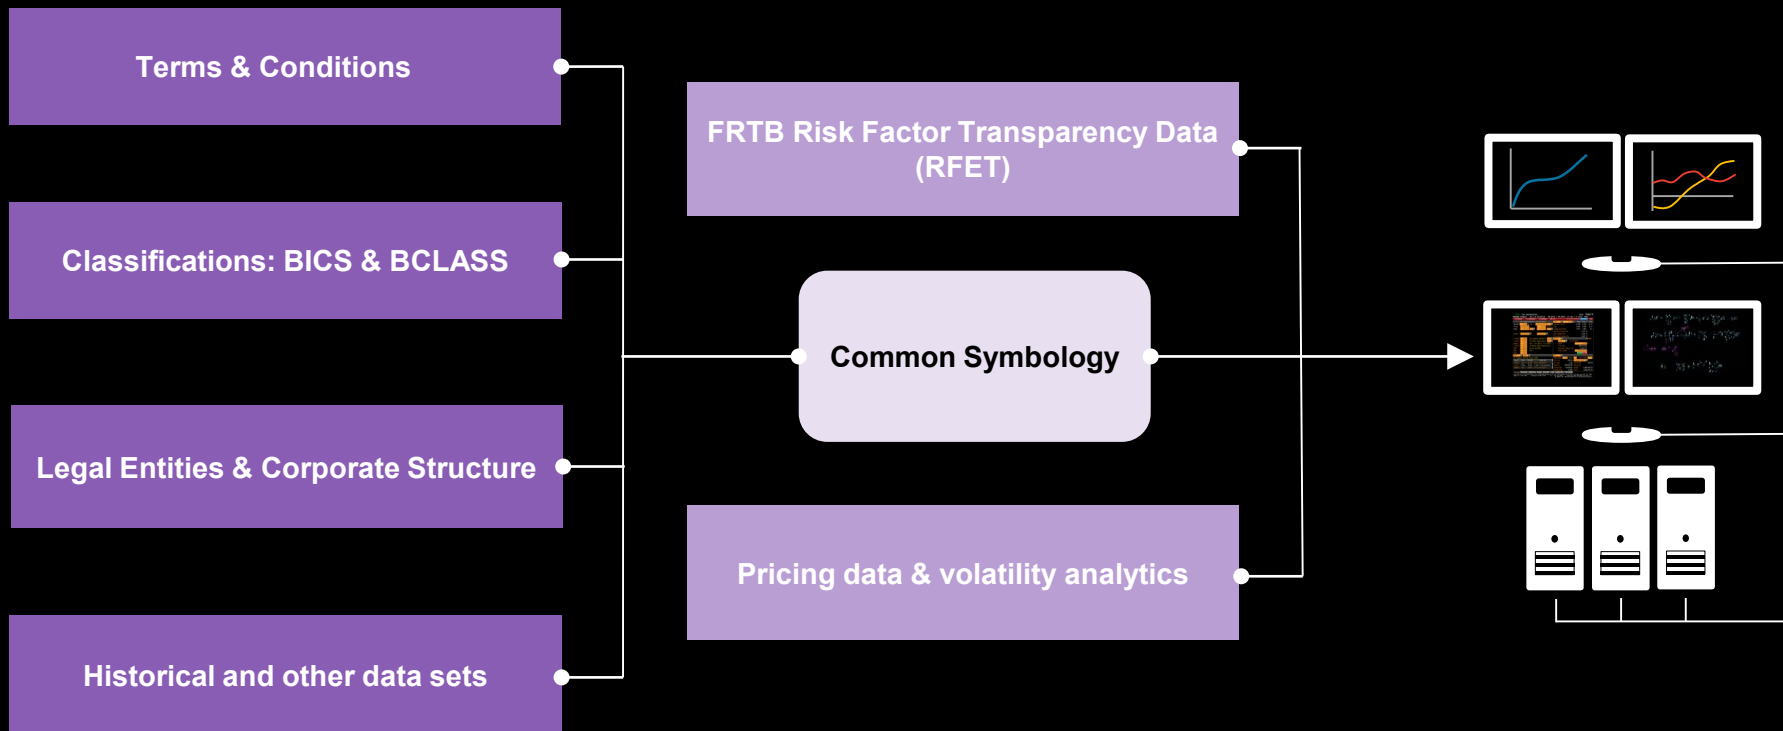 Terms & Conditions
Classifications: BICS & BCLASS
Legal Entities & Corporate Structure
Historical and other data sets
FRTB Risk Factor Transparency Data
(RFET)
Common Symbology
Pricing data & volatility analytics